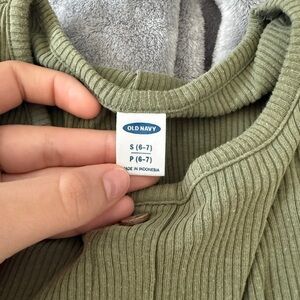 OLD NAVY
S (6-7)
P (6-7)
MADE IN INDONESIA